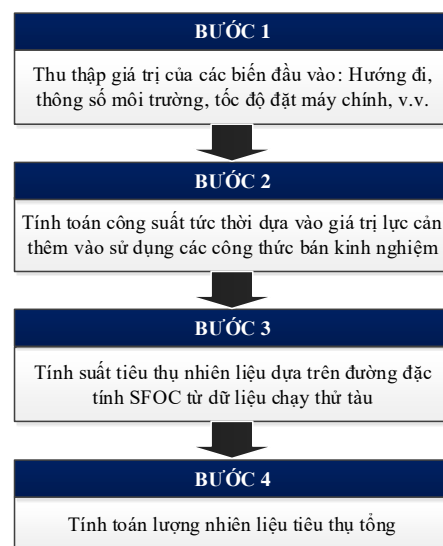 BƯỚC 1
Thu thập giá trị của các biến đầu vào: Hướng đi,
thông số môi trường, tốc độ đặt máy chính, v.v.
BƯỚC 2
Tính toán công suất tức thời dựa vào giá trị lực cản
thêm vào sử dụng các công thức bán kinh nghiệm
BƯỚC 3
Tính suất tiêu thụ nhiên liệu dựa trên đường đặc
tính SFOC từ dữ liệu chạy thử tàu
BƯỚC 4
Tính toán lượng nhiên liệu tiêu thụ tổng